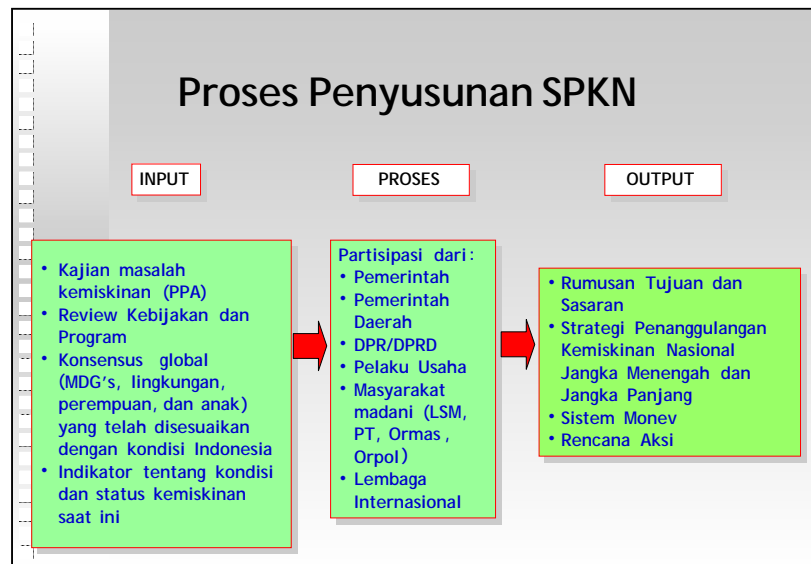 Proses Penyusunan SPKN
INPUT
PROSES
OUTPUT
• Kajian masalah
kemiskinan (PPA)
• Review Kebijakan dan
Program
• Konsensus global
(MDG's, lingkungan,
perempuan, dan anak)
yang telah disesuaikan
dengan kondisi Indonesia
• Indikator tentang kondisi
dan status kemiskinan
saat ini
Partisipasi dari:
• Pemerintah
• Pemerintah
Daerah
• DPR/DPRD
• Pelaku Usaha
• Masyarakat
madani (LSM,
PT, Ormas,
Orpol)
• Lembaga
Internasional
• Rumusan Tujuan dan
Sasaran
• Strategi Penanggulangan
Kemiskinan Nasional
Jangka Menengah dan
Jangka Panjang
• Sistem Monev
• Rencana Aksi